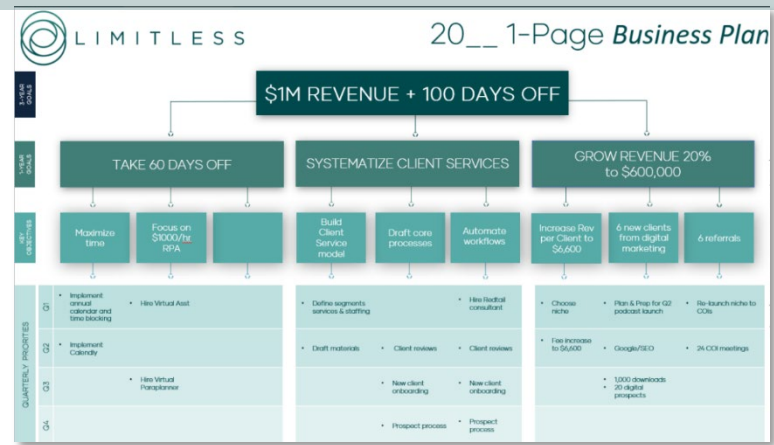 LIMITLESS
20__ 1-Page Business Plan
3-YEAR
GOALS
$1M REVENUE + 100 DAYS OFF
1-YEAR
GOALS
TAKE 60 DAYS OFF
SYSTEMATIZE CLIENT SERVICES
GROW REVENUE 20%
to $600,000
KEY
OBJECTIVES
Maximize
time
Focus on
$1000/hr
RPA
Build
Client
Service
model
Draft core
processes
Automate
workflows
Increase Rev
per Client to
$6,600
6 new clients
from digital
marketing
6 referrals
QUARTERLY PRIORITIES
Q1
• Implement
annual
calendar and
time blocking
• Hire Virtual Asst
• Define segments
services & staffing
• Hire Redtail
consultant
• Choose
niche
• Plan & Prep for Q2
podcast launch
• Re-launch niche to
COIs
Q2
• Implement
Calendly
• Draft materials
• Client reviews
• Client reviews
• Fee increase
to $6,600
• Google/SEO
• 24 COI meetings
Q3
• Hire Virtual
Paraplanner
• New client
onboarding
• New client
onboarding
• 1,000 downloads
• 20 digital
prospects
Q4
• Prospect process
• Prospect
process